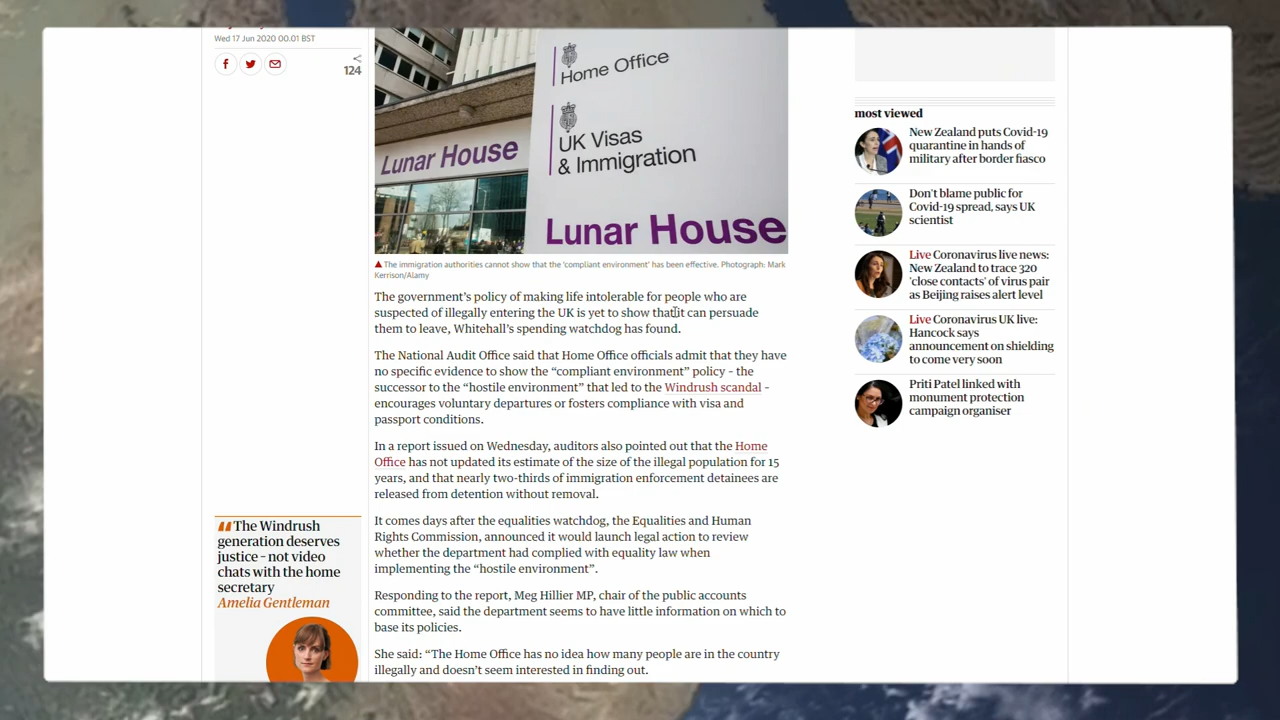 Wed 17 Jun 2020 00.01 BST
124
Home Office
UK Visas
& Immigration
Lunar House
Lunar House
The immigration authorities cannot show that the 'compliant environment' has been effective. Photograph: Mark
Kerrison/Alamy
The government's policy of making life intolerable for people who are
suspected of illegally entering the UK is yet to show that it can persuade
them to leave, Whitehall's spending watchdog has found.
The National Audit Office said that Home Office officials admit that they have
no specific evidence to show the “compliant environment” policy – the
successor to the “hostile environment” that led to the Windrush scandal –
encourages voluntary departures or fosters compliance with visa and
passport conditions.
In a report issued on Wednesday, auditors also pointed out that the Home
Office has not updated its estimate of the size of the illegal population for 15
years, and that nearly two-thirds of immigration enforcement detainees are
released from detention without removal.
It comes days after the equalities watchdog, the Equalities and Human
Rights Commission, announced it would launch legal action to review
whether the department had complied with equality law when
implementing the “hostile environment”.
Responding to the report, Meg Hillier MP, chair of the public accounts
committee, said the department seems to have little information on which to
base its policies.
She said: “The Home Office has no idea how many people are in the country
illegally and doesn't seem interested in finding out.
The Windrush
generation deserves
justice – not video
chats with the home
secretary
Amelia Gentleman
most viewed
New Zealand puts Covid-19
quarantine in hands of
military after border fiasco
Don't blame public for
Covid-19 spread, says UK
scientist
Live Coronavirus live news:
New Zealand to trace 320
'close contacts' of virus pair
as Beijing raises alert level
Live Coronavirus UK live:
Hancock says
announcement on shielding
to come very soon
Priti Patel linked with
monument protection
campaign organiser